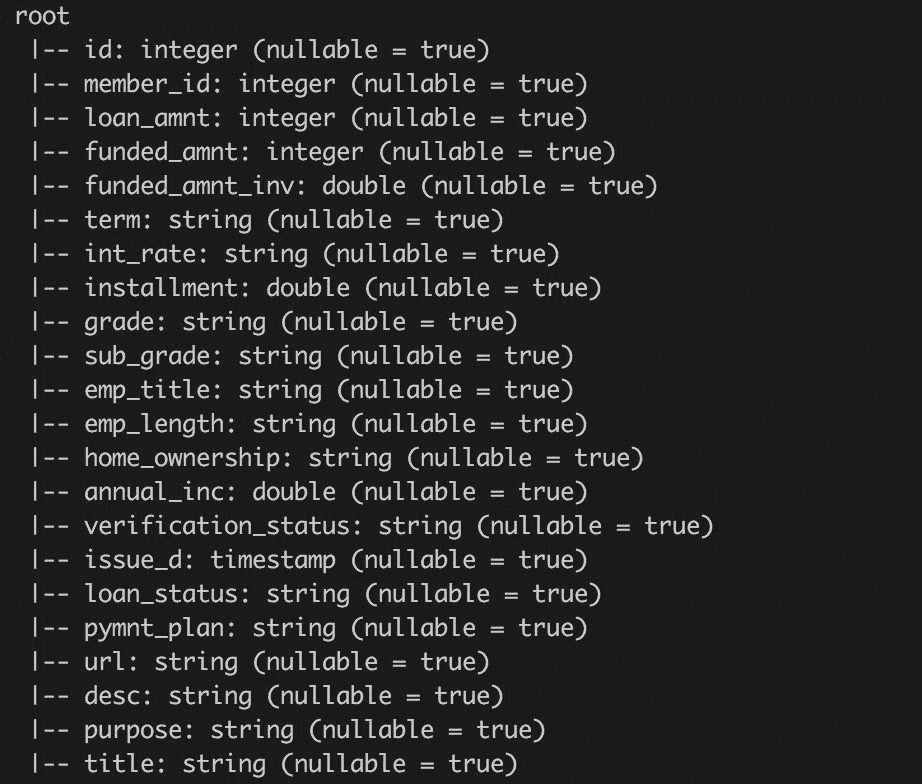 root
 |-- id: integer (nullable = true)
 |-- member_id: integer (nullable = true)
 |-- loan_amnt: integer (nullable = true)
 |-- funded_amnt: integer (nullable = true)
 |-- funded_amnt_inv: double (nullable = true)
 |-- term: string (nullable = true)
 |-- int_rate: string (nullable = true)
 |-- installment: double (nullable = true)
 |-- grade: string (nullable = true)
 |-- sub_grade: string (nullable = true)
 |-- emp_title: string (nullable = true)
 |-- emp_length: string (nullable = true)
 |-- home_ownership: string (nullable = true)
 |-- annual_inc: double (nullable = true)
 |-- verification_status: string (nullable = true)
 |-- issue_d: timestamp (nullable = true)
 |-- loan_status: string (nullable = true)
 |-- pymnt_plan: string (nullable = true)
 |-- url: string (nullable = true)
 |-- desc: string (nullable = true)
 |-- purpose: string (nullable = true)
 |-- title: string (nullable = true)